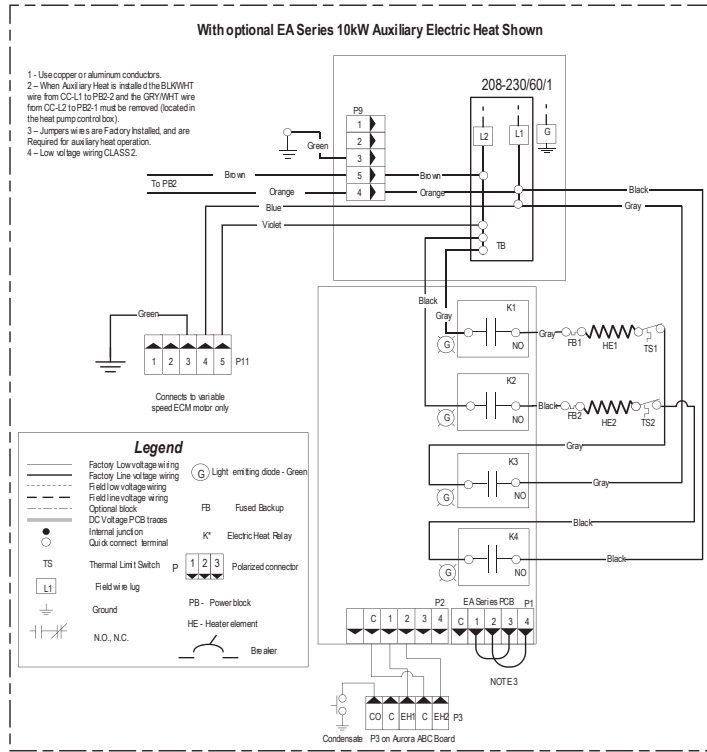 With optional EA Series 10kW Auxiliary Electric Heat Shown
1 - Use copper or aluminum conductors.
2 – When Auxiliary Heat is installed the BLK/WHT
wire from CC-L1 to PB2-2 and the GRY/WHT wire
from CC-L2 to PB2-1 must be removed (located in
the heat pump control box).
3 – Jumpers wires are Factory Installed, and are
Required for auxiliary heat operation.
4 – Low voltage wiring CLASS 2.
208-230/60/1
P9
1
2
3
5
4
Green
L2
L1
G
To PB2
Brown
Orange
Blue
Violet
Brown
Orange
Black
Gray
TB
Green
1
2
3
4
5
P11
Connects to variable
speed ECM motor only
Black
Gray
K1
G
NO
Gray
FB1
HE1
TS1
K2
G
NO
Black
FB2
HE2
TS2
Gray
K3
G
NO
Gray
Black
K4
G
NO
Black
Legend
Factory Low voltage wiring
Factory Line voltage wiring
Field low voltage wiring
Field line voltage wiring
Optional block
DC Voltage PCB traces
Internal junction
Quick connect terminal
TS
Thermal Limit Switch
L1
Field wire lug
Ground
N.O., N.C.
G
Light emitting diode - Green
FB
Fused Backup
K*
Electric Heat Relay
P
1
2
3
Polarized connector
PB - Power block
HE - Heater element
Breaker
P2
C
1
2
3
4
EA Series PCB
P1
C
1
2
3
4
NOTE 3
CO
C
EH1
C
EH2
P3
Condensate
P3 on Aurora ABC Board